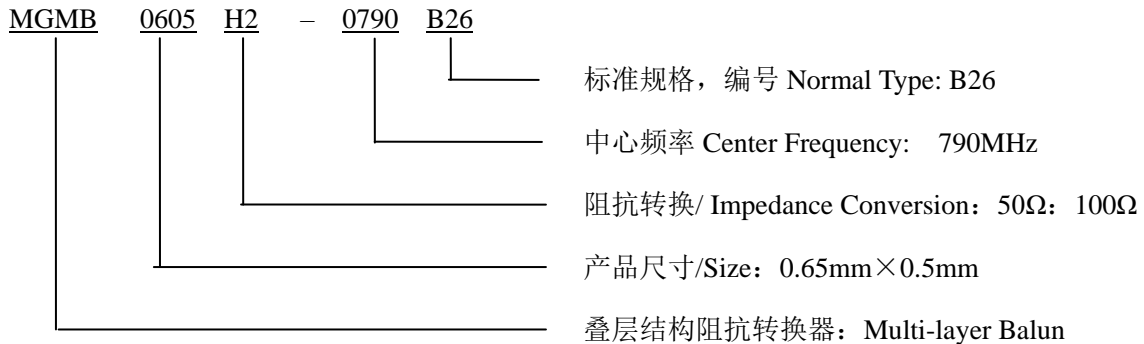 MGMB 0605 H2 – 0790 B26
标准规格，编号 Normal Type: B26
中心频率 Center Frequency: 790MHz
阻抗转换/ Impedance Conversion：50Ω：100Ω
产品尺寸/Size：0.65mm×0.5mm
叠层结构阻抗转换器：Multi-layer Balun